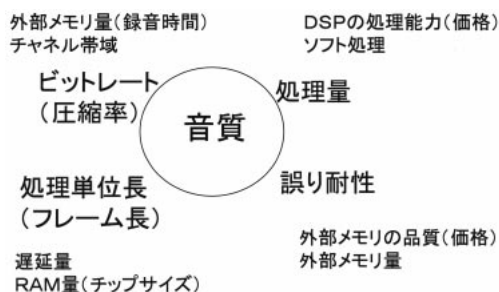 外部メモリ量(録音時間)
チャネル帯域
DSPの処理能力(価格)
ソフト処理
ビットレート
(圧縮率)
処理量
音質
処理単位長
(フレーム長)
誤り耐性
外部メモリの品質(価格)
外部メモリ量
遅延量
RAM量(チップサイズ)